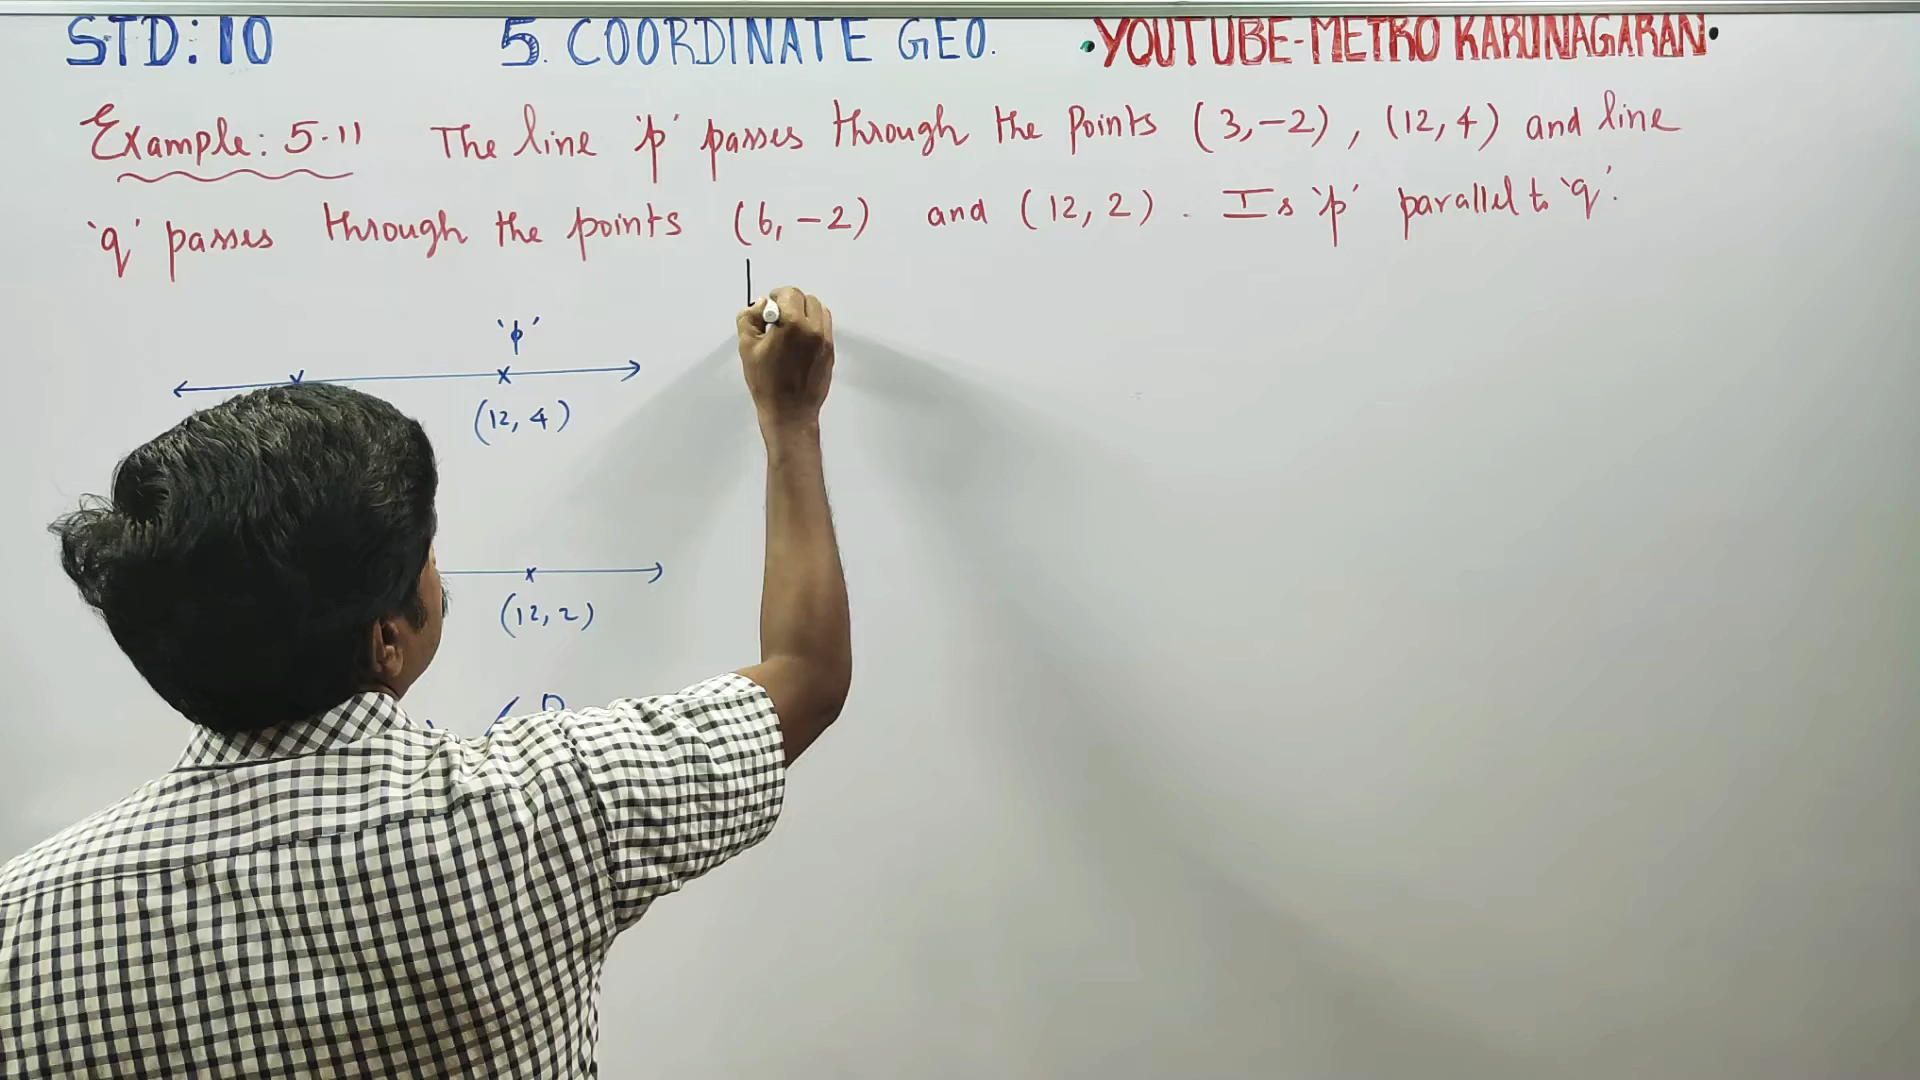 STD: 10 5. COORDINATE GEO. •YOUTUBE-METRO KARUNAGARAN•
Example: 5.11 The line 'p' passes through the points (3,-2), (12,4) and line
'q' passes through the points (6,-2) and (12,2). Is 'p' parallel to 'q'.
'p'
(12, 4)
(12, 2)